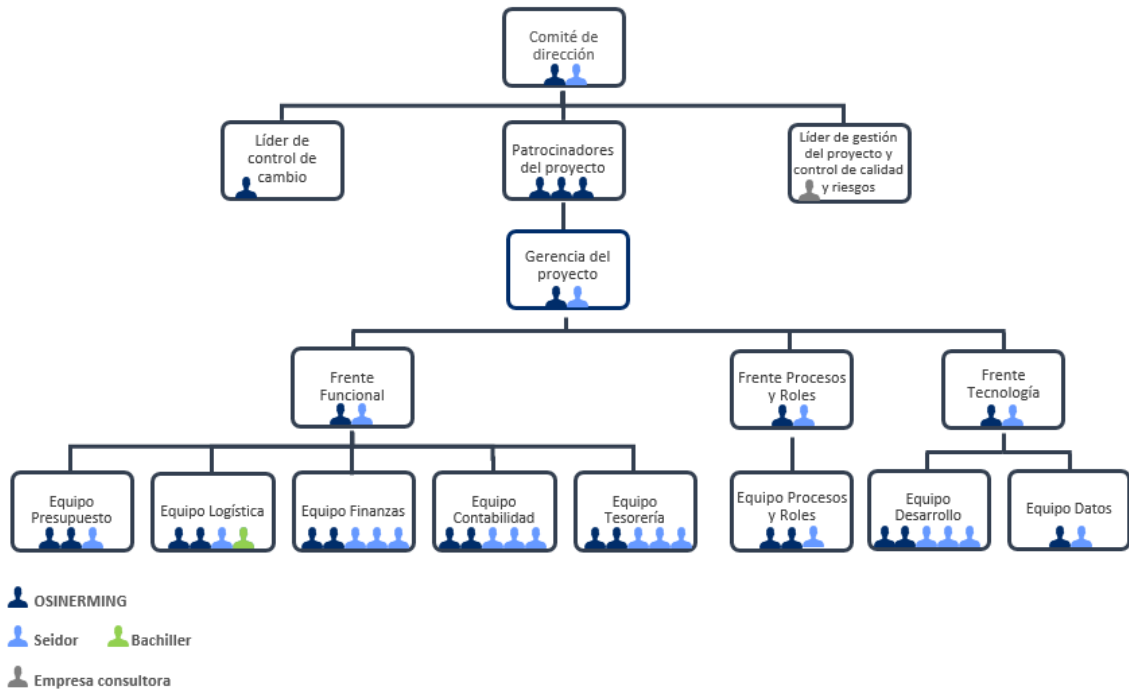 Comité de
dirección
Líder de
control de
cambio
Patrocinadores
del proyecto
Líder de gestión
del proyecto y
control de calidad
y riesgos
Gerencia del
proyecto
Frente
Funcional
Frente Procesos
y Roles
Frente
Tecnología
Equipo
Presupuesto
Equipo Logística
Equipo Finanzas
Equipo
Contabilidad
Equipo
Tesorería
Equipo Procesos
y Roles
Equipo
Desarrollo
Equipo Datos
OSINERMING
Seidor
Bachiller
Empresa consultora